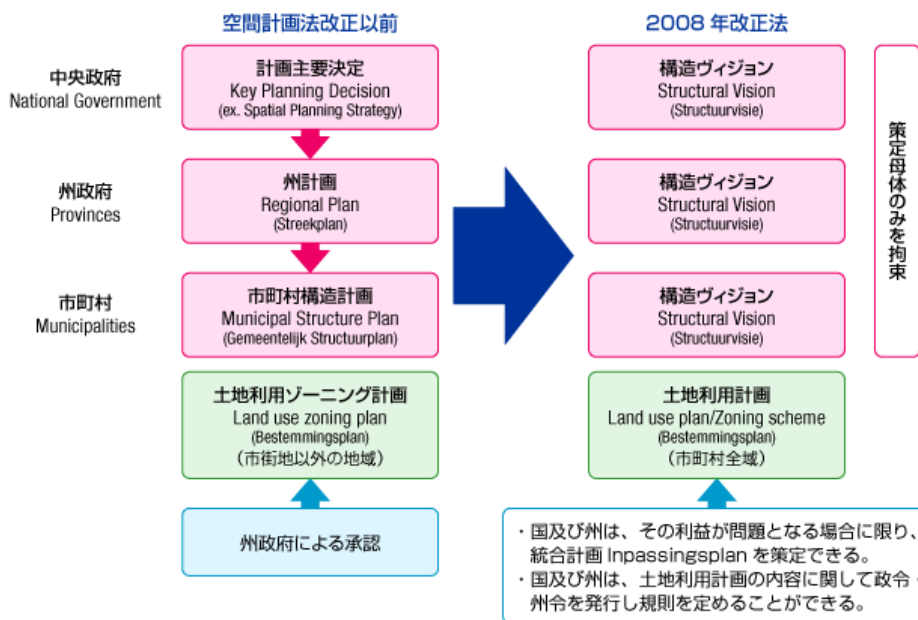 空間計画法改正以前
2008年改正法
中央政府
National Government
計画主要決定
Key Planning Decision
(ex. Spatial Planning Strategy)
構造ヴィジョン
Structural Vision
(Structuurvisie)
州政府
Provinces
州計画
Regional Plan
(Streekplan)
構造ヴィジョン
Structural Vision
(Structuurvisie)
市町村
Municipalities
市町村構造計画
Municipal Structure Plan
(Gemeentelijk Structuurplan)
構造ヴィジョン
Structural Vision
(Structuurvisie)
策定母体のみを拘束
土地利用ゾーニング計画
Land use zoning plan
(Bestemmingsplan)
(市街地以外の地域)
土地利用計画
Land use plan/Zoning scheme
(Bestemmingsplan)
(市町村全域)
州政府による承認
・国及び州は、その利益が問題となる場合に限り、
統合計画 Inpassingsplan を策定できる。
・国及び州は、土地利用計画の内容に関して政令・
州令を発行し規則を定めることができる。